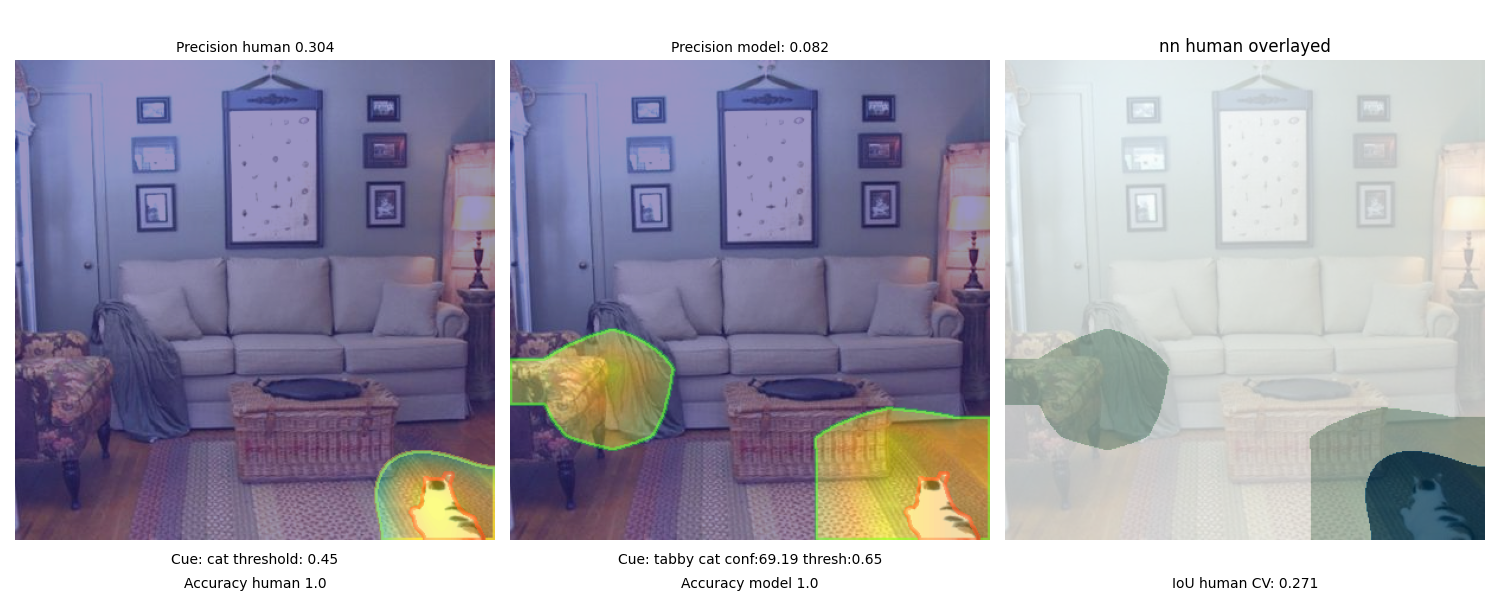 Precision human 0.304
Precision model: 0.082
nn human overlayed
Cue: cat threshold: 0.45
Cue: tabby cat conf:69.19 thresh:0.65
Accuracy human 1.0
Accuracy model 1.0
IoU human CV: 0.271